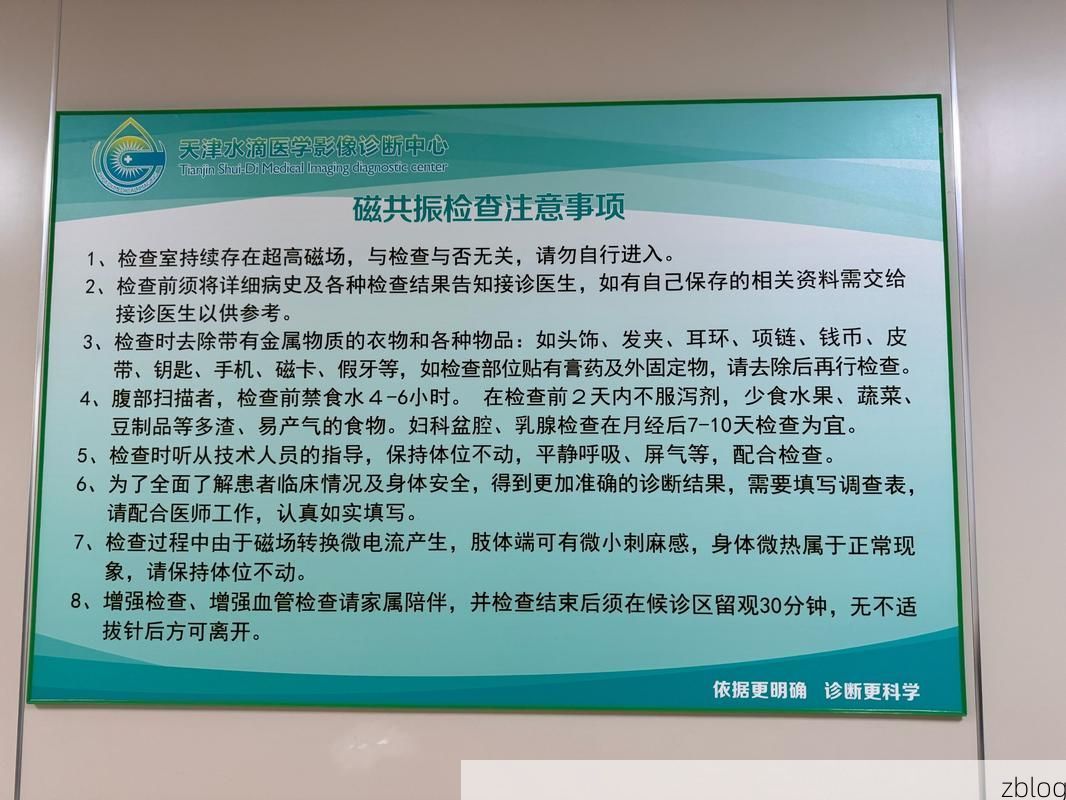 天津水滴医学影像诊断中心
Tianjin Shui-Di Medical Imaging diagnostic center
磁共振检查注意事项
1、检查室持续存在超高磁场，与检查与否无关，请勿自行进入。
2、检查前须将详细病史及各种检查结果告知接诊医生，如有自己保存的相关资料需交给
接诊医生以供参考。
3、检查时去除带有金属物质的衣物和各种物品：如头饰、发夹、耳环、项链、钱币、皮
带、钥匙、手机、磁卡、假牙等，如检查部位贴有膏药及外固定物，请去除后再行检查。
4、腹部扫描者，检查前禁食水４-6小时。 在检查前２天内不服泻剂，少食水果、蔬菜、
豆制品等多渣、易产气的食物。妇科盆腔、乳腺检查在月经后7-10天检查为宜。
5、检查时听从技术人员的指导，保持体位不动，平静呼吸、屏气等，配合检查。
6、为了全面了解患者临床情况及身体安全，得到更加准确的诊断结果，需要填写调查表，
请配合医师工作，认真如实填写。
7、检查过程中由于磁场转换微电流产生，肢体端可有微小刺麻感，身体微热属于正常现
象，请保持体位不动。
8、增强检查、增强血管检查请家属陪伴，并检查结束后须在候诊区留观30分钟，无不适
拔针后方可离开。
依据更明确 诊断更科学
zblog